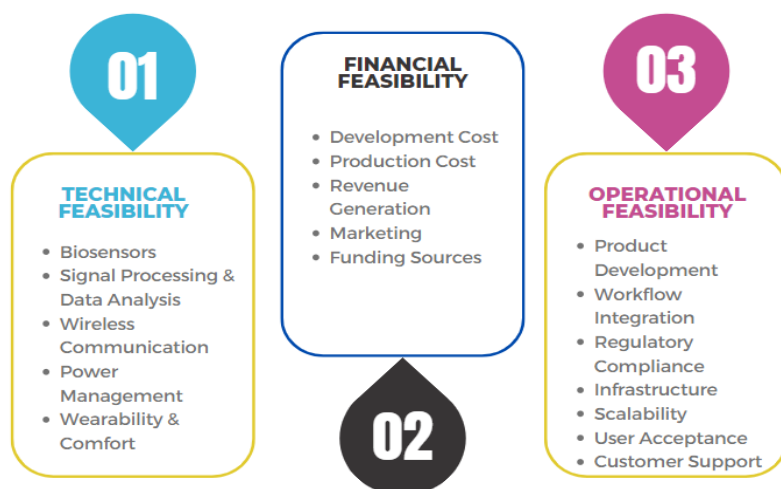 01
TECHNICAL
FEASIBILITY
• Biosensors
• Signal Processing &
Data Analysis
• Wireless
Communication
• Power
Management
• Wearability &
Comfort
FINANCIAL
FEASIBILITY
• Development Cost
• Production Cost
• Revenue
Generation
• Marketing
• Funding Sources
02
03
OPERATIONAL
FEASIBILITY
• Product
Development
• Workflow
Integration
• Regulatory
Compliance
• Infrastructure
• Scalability
• User Acceptance
• Customer Support